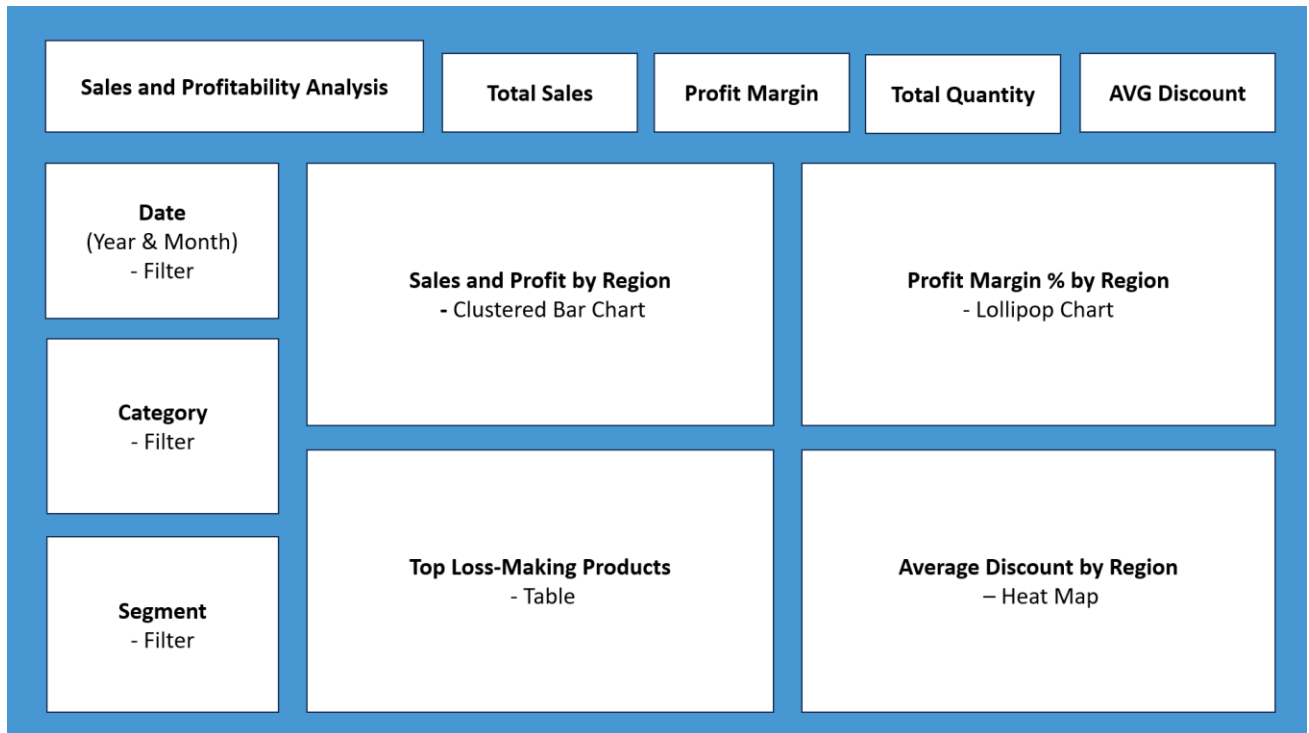 Sales and Profitability Analysis
Total Sales
Profit Margin
Total Quantity
AVG Discount
Date
(Year & Month)
- Filter
Category
- Filter
Segment
- Filter
Sales and Profit by Region
- Clustered Bar Chart
Profit Margin % by Region
- Lollipop Chart
Top Loss-Making Products
- Table
Average Discount by Region
– Heat Map